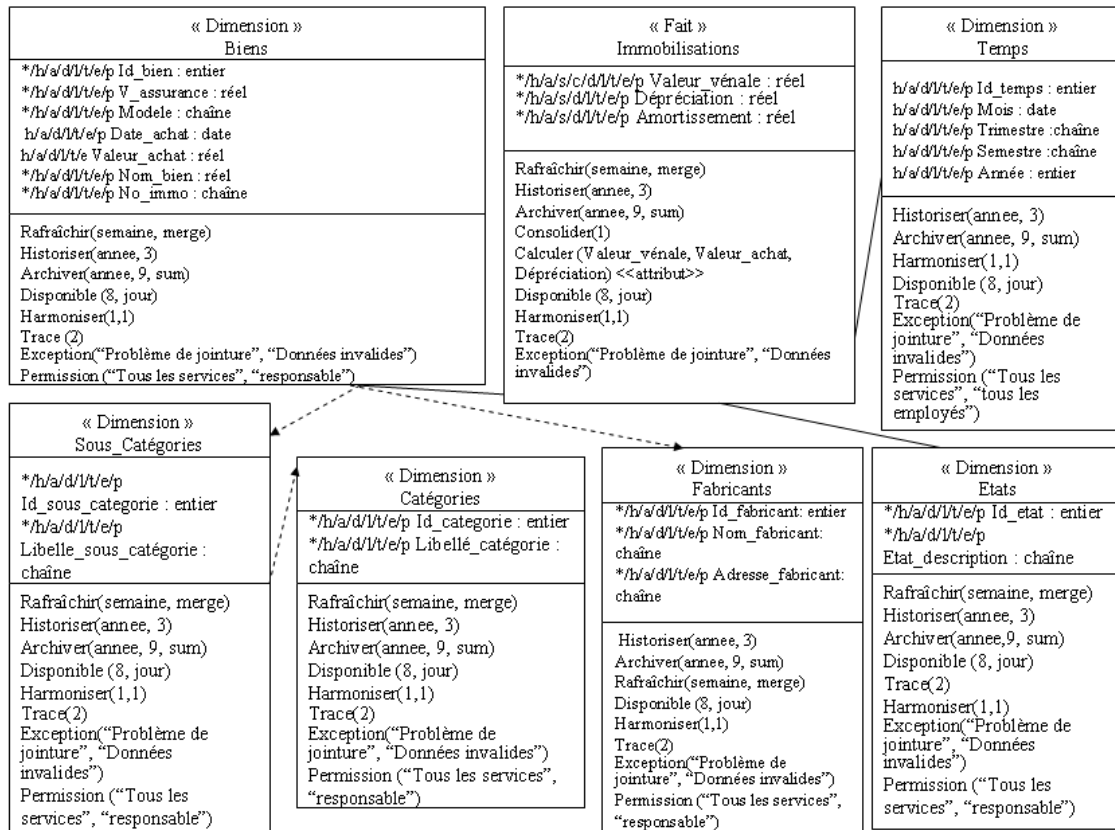 « Dimension »
Biens
*/h/a/d/l/t/e/p Id_bien : entier
*/h/a/d/l/t/e/p V_assurance : réel
*/h/a/d/l/t/e/p Modele : chaîne
h/a/d/l/t/e/p Date_achat : date
h/a/d/l/t/e Valeur_achat : réel
*/h/a/d/l/t/e/p Nom_bien : réel
*/h/a/d/l/t/e/p No_immo : chaîne
Rafraîchir(semaine, merge)
Historiser(annee, 3)
Archiver(annee, 9, sum)
Disponible (8, jour)
Harmoniser(1,1)
Trace (2)
Exception(“Problème de jointure”, “Données invalides”)
Permission (“Tous les services”, “responsable”)
« Fait »
Immobilisations
*/h/a/s/c/d/l/t/e/p Valeur_vénale : réel
*/h/a/s/d/l/t/e/p Dépréciation : réel
*/h/a/s/d/l/t/e/p Amortissement : réel
Rafraîchir(semaine, merge)
Historiser(annee, 3)
Archiver(annee, 9, sum)
Consolider(1)
Calculer (Valeur_vénale, Valeur_achat,
Dépréciation) <<attribut>>
Disponible (8, jour)
Harmoniser(1,1)
Trace(2)
Exception(“Problème de jointure”, “Données
invalides”)
« Dimension »
Temps
h/a/d/l/t/e/p Id_temps : entier
h/a/d/l/t/e/p Mois : date
h/a/d/l/t/e/p Trimestre :chaîne
h/a/d/l/t/e/p Semestre :chaîne
h/a/d/l/t/e/p Année : entier
Historiser(annee, 3)
Archiver(annee, 9, sum)
Harmoniser(1,1)
Disponible (8, jour)
Trace(2)
Exception(“Problème de
jointure”, “Données
invalides”)
Permission (“Tous les
services”, “tous les
employés”)
« Dimension »
Sous_Catégories
*/h/a/d/l/t/e/p
Id_sous_categorie : entier
*/h/a/d/l/t/e/p
Libelle_sous_catégorie :
chaîne
Rafraîchir(semaine, merge)
Historiser(annee, 3)
Archiver(annee, 9, sum)
Disponible (8, jour)
Harmoniser(1,1)
Trace(2)
Exception(“Problème de
jointure”, “Données
invalides”)
Permission (“Tous les
services”, “responsable”)
« Dimension »
Catégories
*/h/a/d/l/t/e/p Id_categorie : entier
*/h/a/d/l/t/e/p Libellé_catégorie :
chaîne
Rafraîchir(semaine, merge)
Historiser(annee, 3)
Archiver(annee, 9, sum)
Disponible (8, jour)
Harmoniser(1,1)
Trace(2)
Exception(“Problème de
jointure”, “Données invalides”)
Permission (“Tous les services”,
“responsable”)
« Dimension »
Fabricants
*/h/a/d/l/t/e/p Id_fabricant: entier
*/h/a/d/l/t/e/p Nom_fabricant:
chaîne
*/h/a/d/l/t/e/p Adresse_fabricant:
chaîne
Historiser(annee, 3)
Archiver(annee, 9, sum)
Rafraîchir(semaine, merge)
Disponible (8, jour)
Harmoniser(1,1)
Trace(2)
Exception(“Problème de
jointure”, “Données invalides”)
Permission (“Tous les services”,
“responsable”)
« Dimension »
Etats
*/h/a/d/l/t/e/p Id_etat : entier
*/h/a/d/l/t/e/p
Etat_description : chaîne
Rafraîchir(semaine, merge)
Historiser(annee, 3)
Archiver(annee,9, sum)
Disponible (8, jour)
Trace(2)
Harmoniser(1,1)
Exception(“Problème de
jointure”, “Données
invalides”)
Permission (“Tous les
services”, “responsable”)